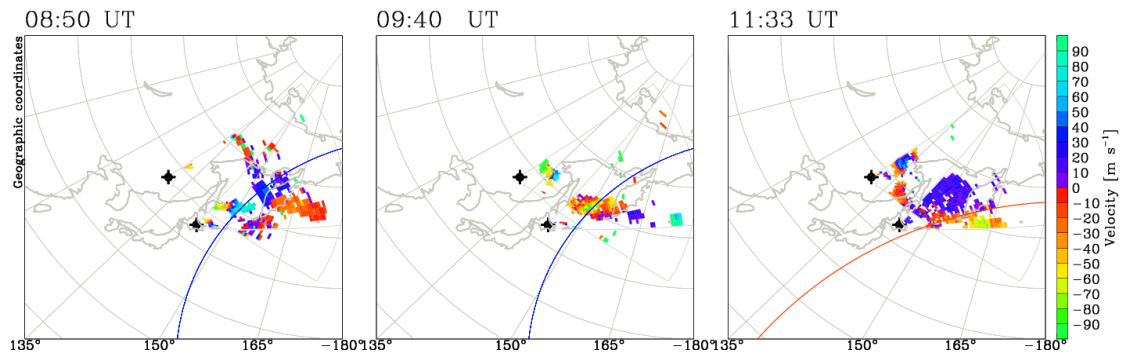 08:50 UT
09:40 UT
11:33 UT
Geographic coordinates
135° 150° 165° −180°
135° 150° 165° −180°
135° 150° 165° −180°
90
80
70
60
50
40
30
20
10
0
−10
−20
−30
−40
−50
−60
−70
−80
−90
Velocity [m s⁻¹]